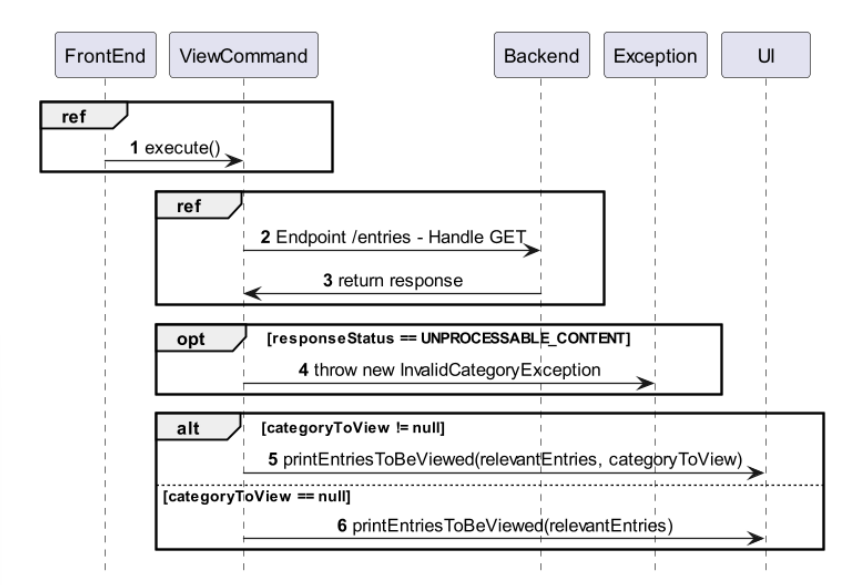 FrontEnd ViewCommand Backend Exception UI
ref
1 execute()
ref
2 Endpoint /entries - Handle GET
3 return response
opt [responseStatus == UNPROCESSABLE_CONTENT]
4 throw new InvalidCategoryException
alt [categoryToView != null]
5 printEntriesToBeViewed(relevantEntries, categoryToView)
[categoryToView == null]
6 printEntriesToBeViewed(relevantEntries)